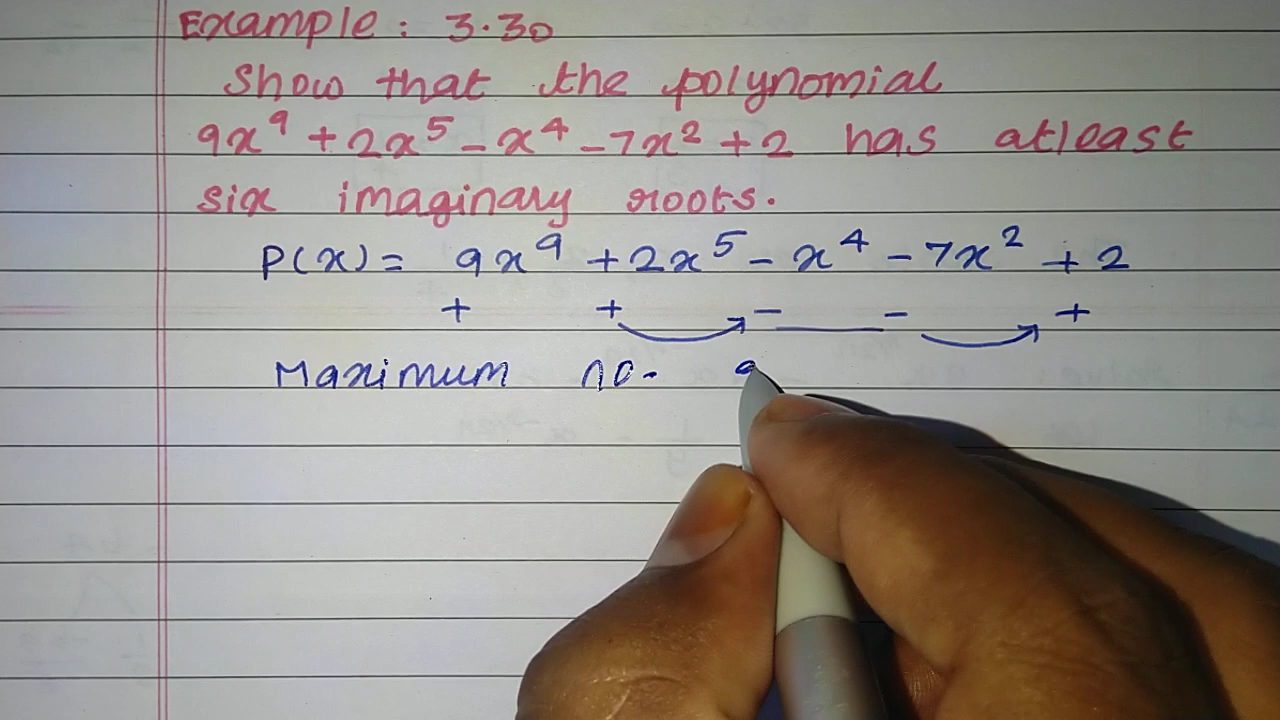 Example: 3.30
Show that the polynomial
9x⁹ + 2x⁵ - x⁴ - 7x² + 2 has atleast
six imaginary roots.
P(x) = 9x⁹ + 2x⁵ - x⁴ - 7x² + 2
+ + - - +
Maximum no.